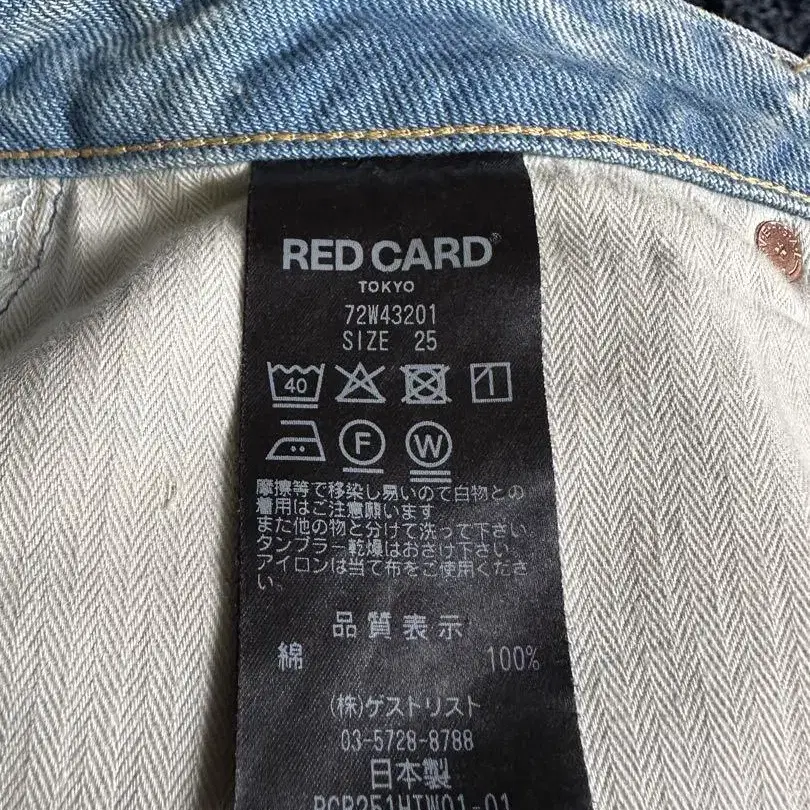 RED CARD®
TOKYO
72W43201
SIZE 25
40
F W
摩擦等で移染し易いので白物との
着用はご注意願います
また他の物と分けて洗って下さい
タンブラー乾燥はおさけ下さい
アイロンは当て布をご使用くださ
い。
品質表示
綿 100%
(株)ゲストリスト
03-5728-8788
日本製